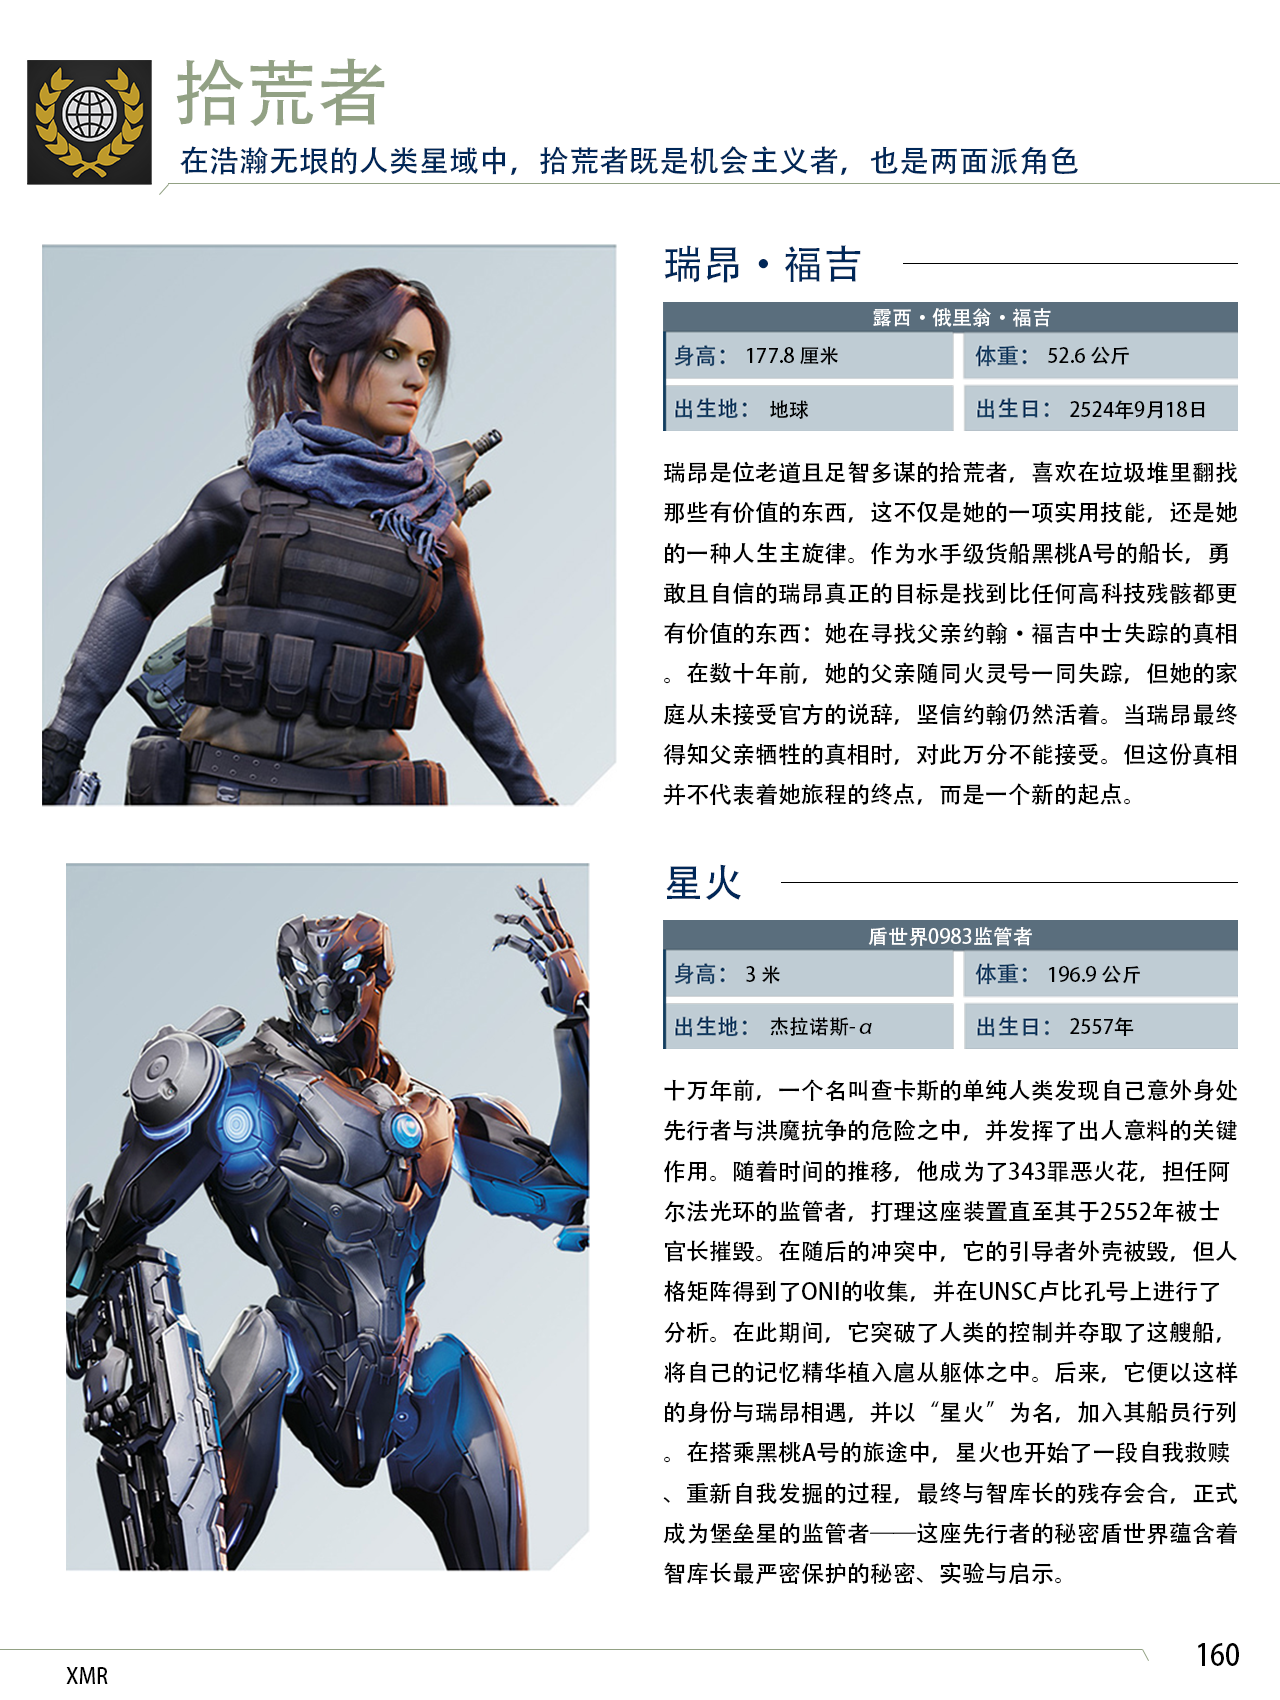 拾荒者
在浩瀚无垠的人类星域中，拾荒者既是机会主义者，也是两面派角色
瑞昂·福吉
露西·俄里翁·福吉
身高： 177.8 厘米
体重： 52.6 公斤
出生地： 地球
出生日： 2524年9月18日
瑞昂是位老道且足智多谋的拾荒者，喜欢在垃圾堆里翻找
那些有价值的东西，这不仅是她的一项实用技能，还是她
的一种人生主旋律。作为水手级货船黑桃A号的船长，勇
敢且自信的瑞昂真正的目标是找到比任何高科技残骸都更
有价值的东西：她在寻找父亲约翰·福吉中士失踪的真相
。在数十年前，她的父亲随同火灵号一同失踪，但她的家
庭从未接受官方的说辞，坚信约翰仍然活着。当瑞昂最终
得知父亲牺牲的真相时，对此万分不能接受。但这份真相
并不代表着她旅程的终点，而是一个新的起点。
星火
盾世界0983监管者
身高： 3 米
体重： 196.9 公斤
出生地： 杰拉诺斯-α
出生日： 2557年
十万年前，一个名叫查卡斯的单纯人类发现自己意外身处
先行者与洪魔抗争的危险之中，并发挥了出人意料的关键
作用。随着时间的推移，他成为了343罪恶火花，担任阿
尔法光环的监管者，打理这座装置直至其于2552年被士
官长摧毁。在随后的冲突中，它的引导者外壳被毁，但人
格矩阵得到了ONI的收集，并在UNSC卢比孔号上进行了
分析。在此期间，它突破了人类的控制并夺取了这艘船，
将自己的记忆精华植入扈从躯体之中。后来，它便以这样
的身份与瑞昂相遇，并以“星火”为名，加入其船员行列
。在搭乘黑桃A号的旅途中，星火也开始了一段自我救赎
、重新自我发掘的过程，最终与智库长的残存会合，正式
成为堡垒星的监管者——这座先行者的秘密盾世界蕴含着
智库长最严密保护的秘密、实验与启示。
160
XMR